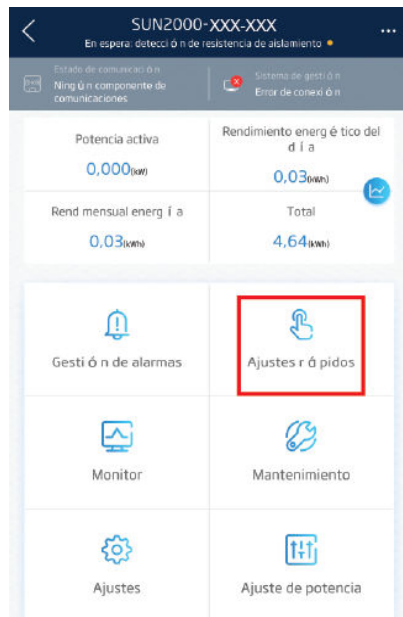 SUN2000-XXX-XXX
En espera: detecci ó n de resistencia de aislamiento
Estado de comunicaci ó n
Ning ú n componente de
comunicaciones
Sistema de gesti ó n
Error de conexi ó n
Potencia activa
0,000(kW)
Rendimiento energ é tico del
d í a
0,03(kWh)
Rend mensual energ í a
0,03(kWh)
Total
4,64(kWh)
Gesti ó n de alarmas
Ajustes r á pidos
Monitor
Mantenimiento
Ajustes
Ajuste de potencia